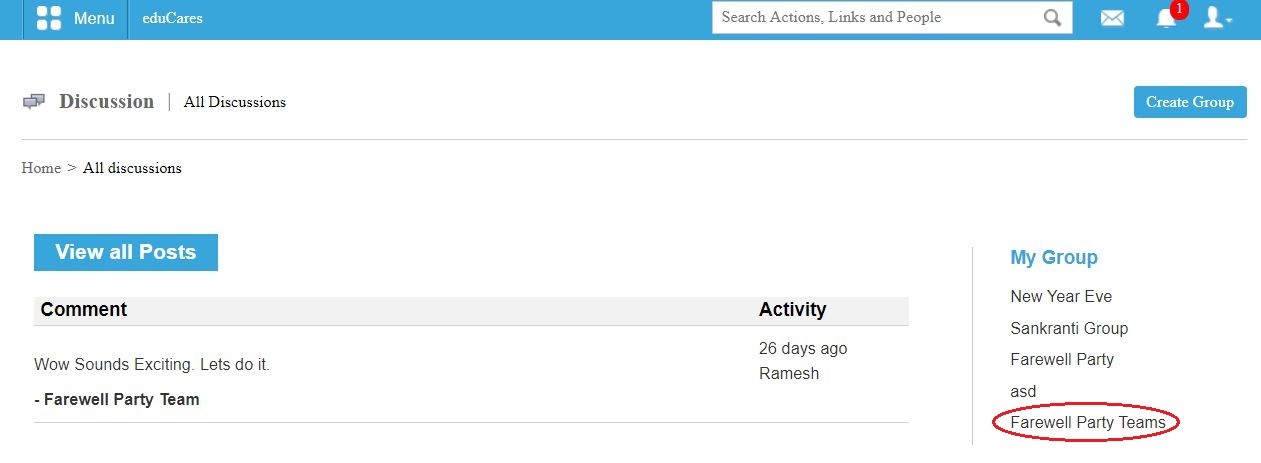 Menu eduCares Search Actions, Links and People 1
Discussion | All Discussions Create Group
Home > All discussions
View all Posts
Comment Activity
Wow Sounds Exciting. Lets do it.
- Farewell Party Team
26 days ago
Ramesh
My Group
New Year Eve
Sankranti Group
Farewell Party
asd
Farewell Party Teams